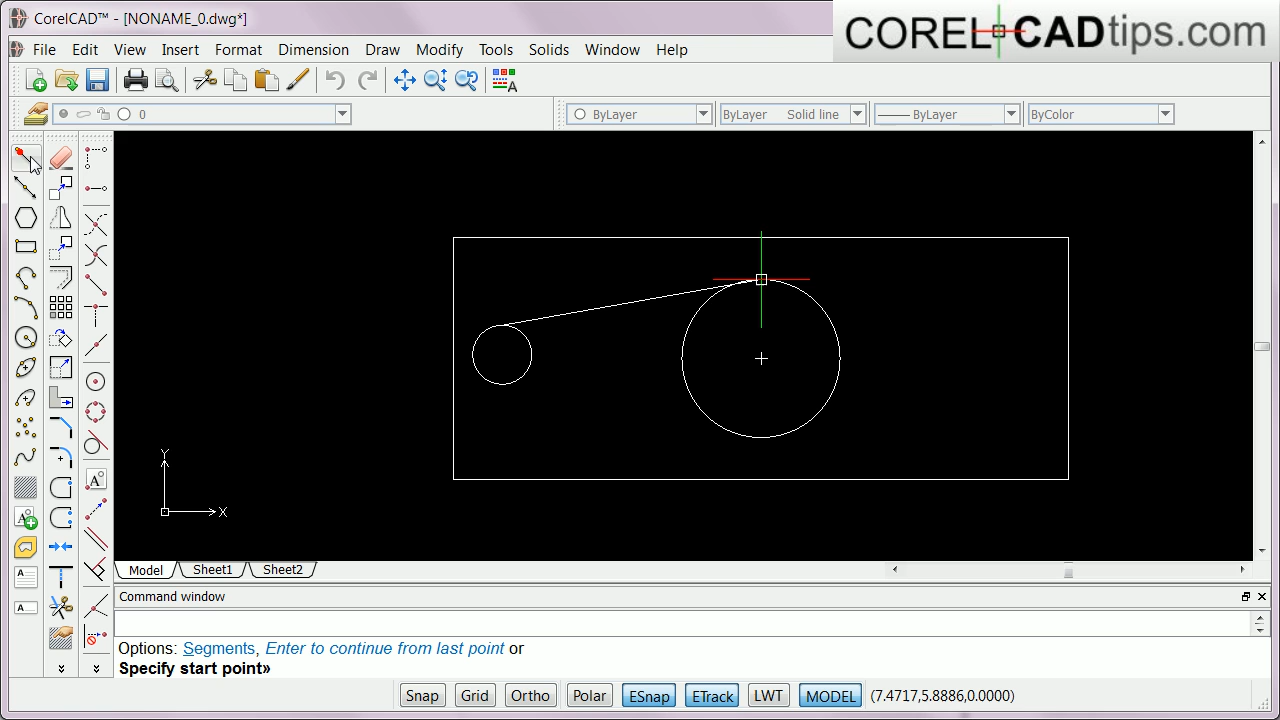 CorelCAD™ - [NONAME_0.dwg*]
COREL CADtips.com
File Edit View Insert Format Dimension Draw Modify Tools Solids Window Help
0 ByLayer ByLayer Solid line ByLayer ByColor
Y
X
Model Sheet1 Sheet2
Command window
Options: Segments, Enter to continue from last point or
Specify start point»
Snap Grid Ortho Polar ESnap ETrack LWT MODEL (7.4717,5.8886,0.0000)